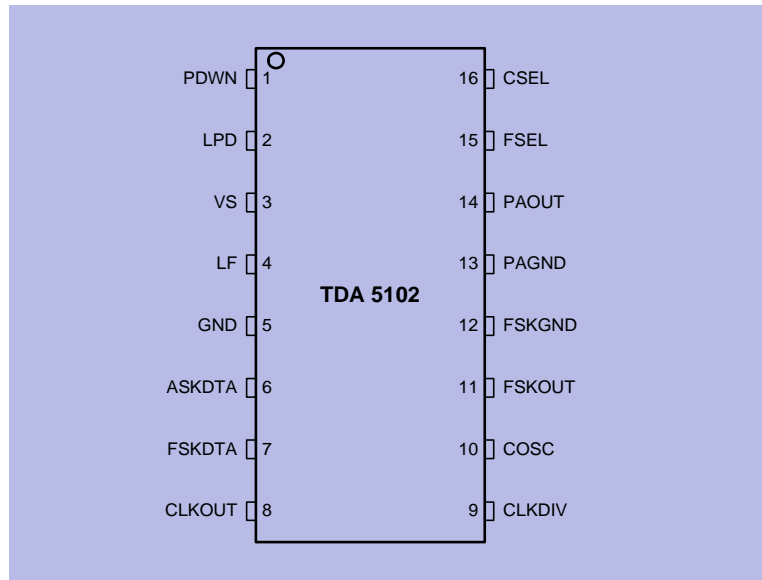 PDWN 1 16 CSEL
LPD 2 15 FSEL
VS 3 14 PAOUT
LF 4 13 PAGND
TDA 5102
GND 5 12 FSKGND
ASKDTA 6 11 FSKOUT
FSKDTA 7 10 COSC
CLKOUT 8 9 CLKDIV